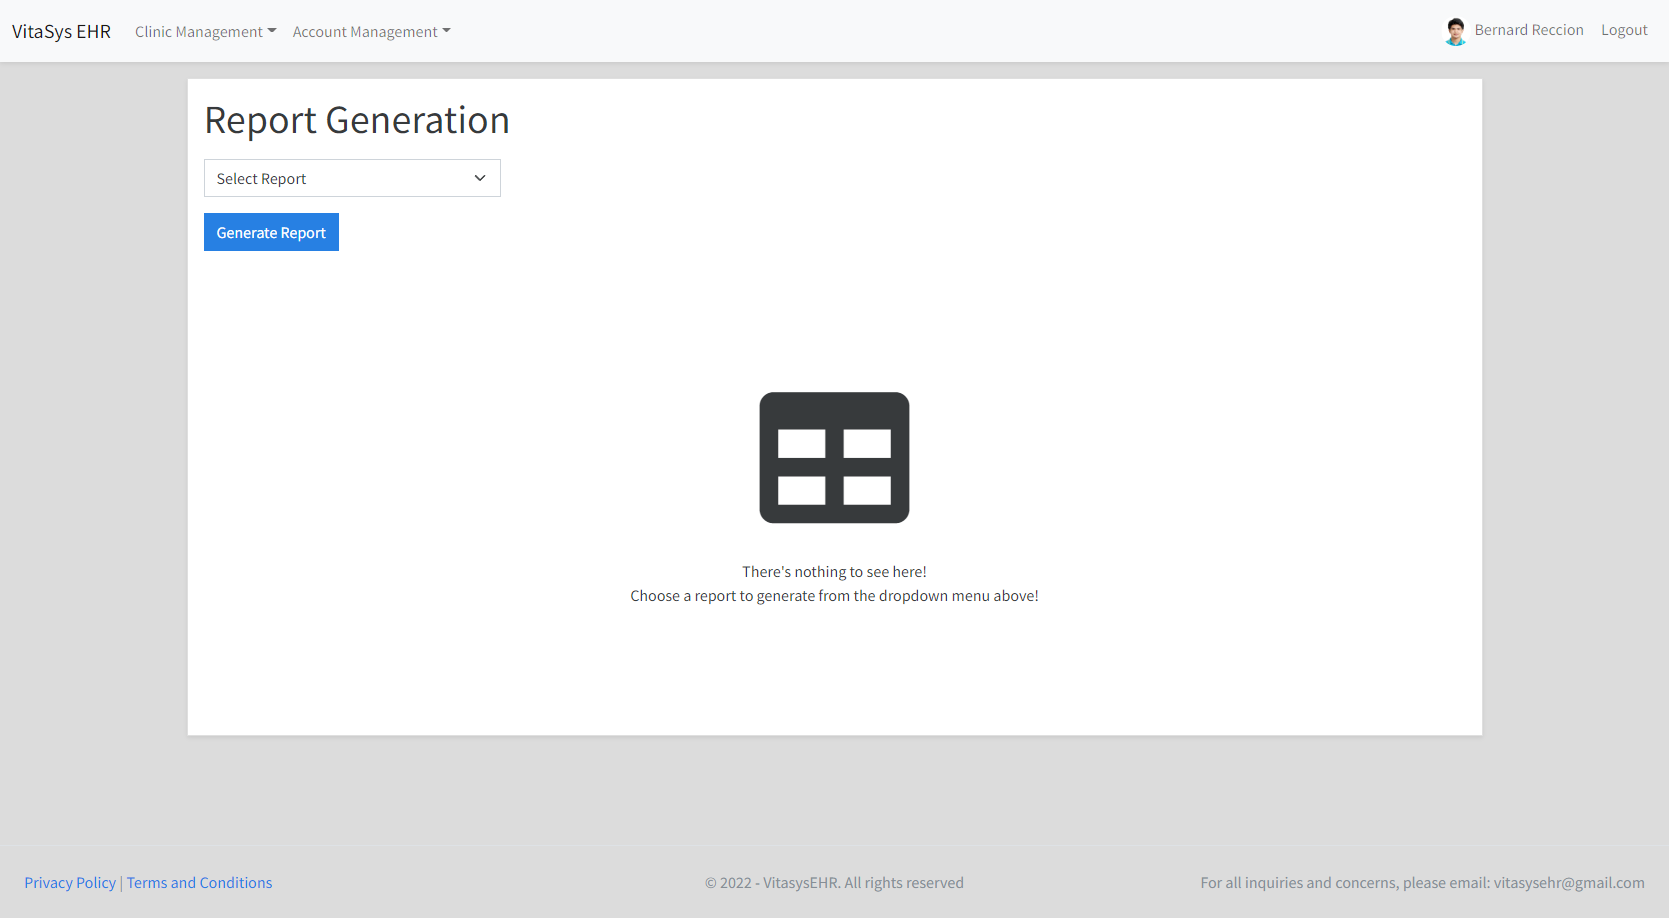 VitaSys EHR Clinic Management Account Management Bernard Reccion Logout
Report Generation
Select Report
Generate Report
There's nothing to see here!
Choose a report to generate from the dropdown menu above!
Privacy Policy | Terms and Conditions © 2022 - VitasysEHR. All rights reserved For all inquiries and concerns, please email: vitasysehr@gmail.com